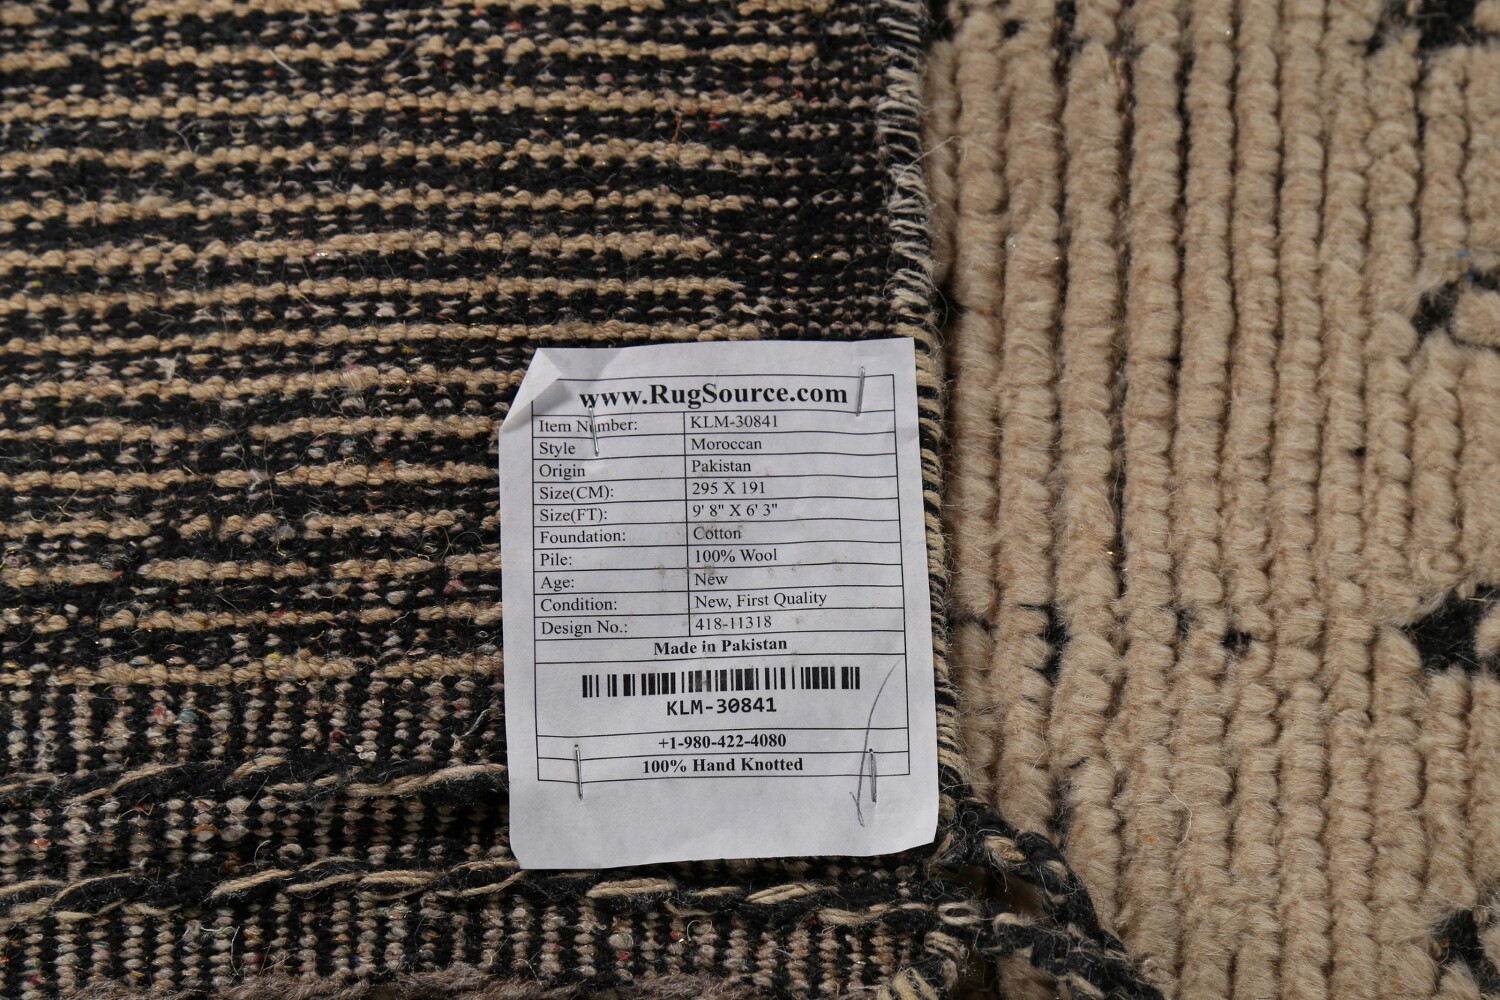 www.RugSource.com
Item Number: KLM-30841
Style Moroccan
Origin Pakistan
Size(CM): 295 X 191
Size(FT): 9' 8" X 6' 3"
Foundation: Cotton
Pile: 100% Wool
Age: New
Condition: New, First Quality
Design No.: 418-11318
Made in Pakistan
KLM-30841
+1-980-422-4080
100% Hand Knotted